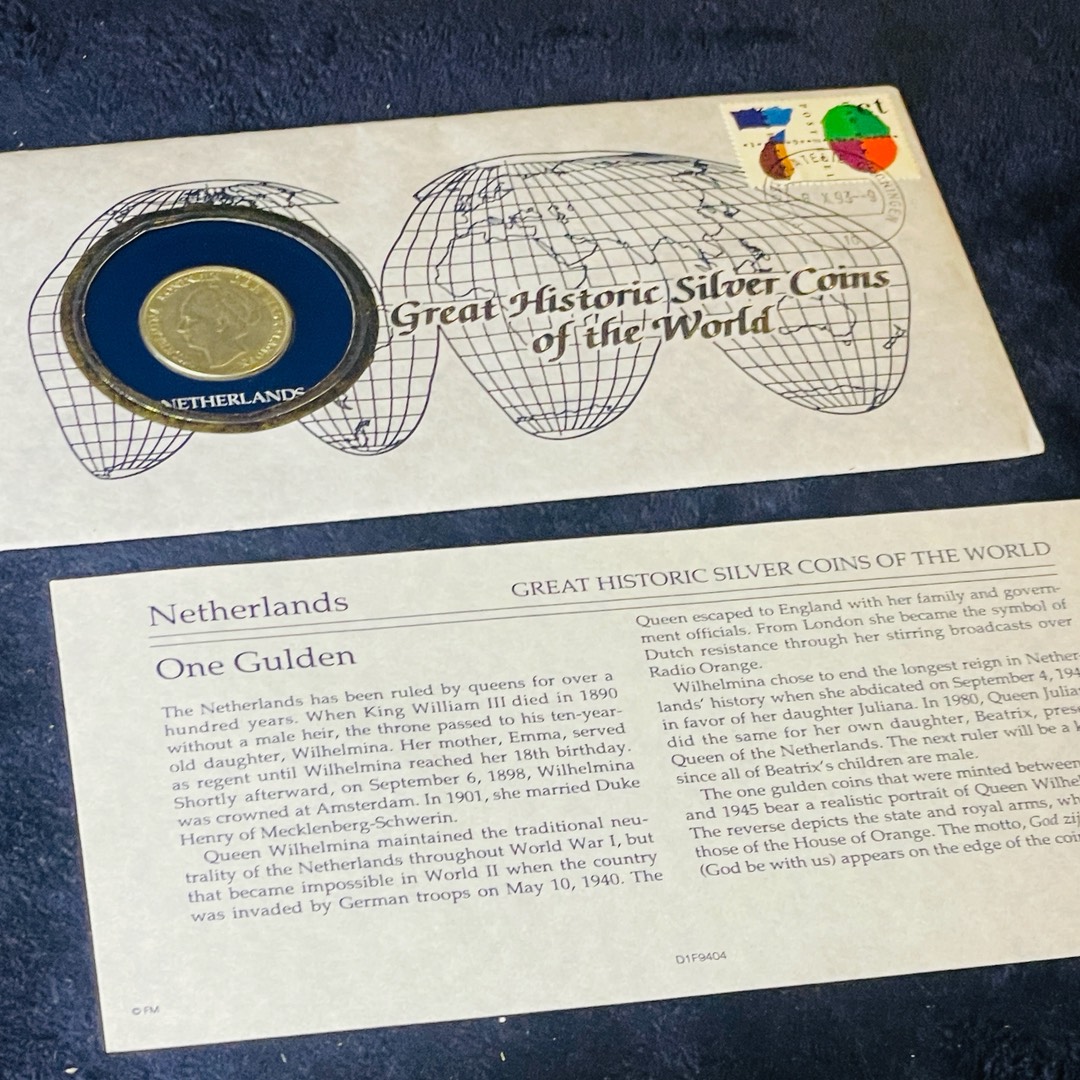 70 ct
X 93--9
Great Historic Silver Coins
of the World
NETHERLANDS
Netherlands
GREAT HISTORIC SILVER COINS OF THE WORLD
One Gulden
The Netherlands has been ruled by queens for over a
hundred years. When King William III died in 1890
without a male heir, the throne passed to his ten-year-
old daughter, Wilhelmina. Her mother, Emma, served
as regent until Wilhelmina reached her 18th birthday.
Shortly afterward, on September 6, 1898, Wilhelmina
was crowned at Amsterdam. In 1901, she married Duke
Henry of Mecklenberg-Schwerin.
Queen Wilhelmina maintained the traditional neu-
trality of the Netherlands throughout World War I, but
that became impossible in World II when the country
was invaded by German troops on May 10, 1940. The
Queen escaped to England with her family and govern-
ment officials. From London she became the symbol of
Dutch resistance through her stirring broadcasts over
Radio Orange.
Wilhelmina chose to end the longest reign in Nether-
lands' history when she abdicated on September 4, 194
in favor of her daughter Juliana. In 1980, Queen Julia
did the same for her own daughter, Beatrix, prese
Queen of the Netherlands. The next ruler will be a k
since all of Beatrix's children are male.
The one gulden coins that were minted between
and 1945 bear a realistic portrait of Queen Wilhe
The reverse depicts the state and royal arms, wh
those of the House of Orange. The motto, God zij
(God be with us) appears on the edge of the coi
D1F9404
© FM